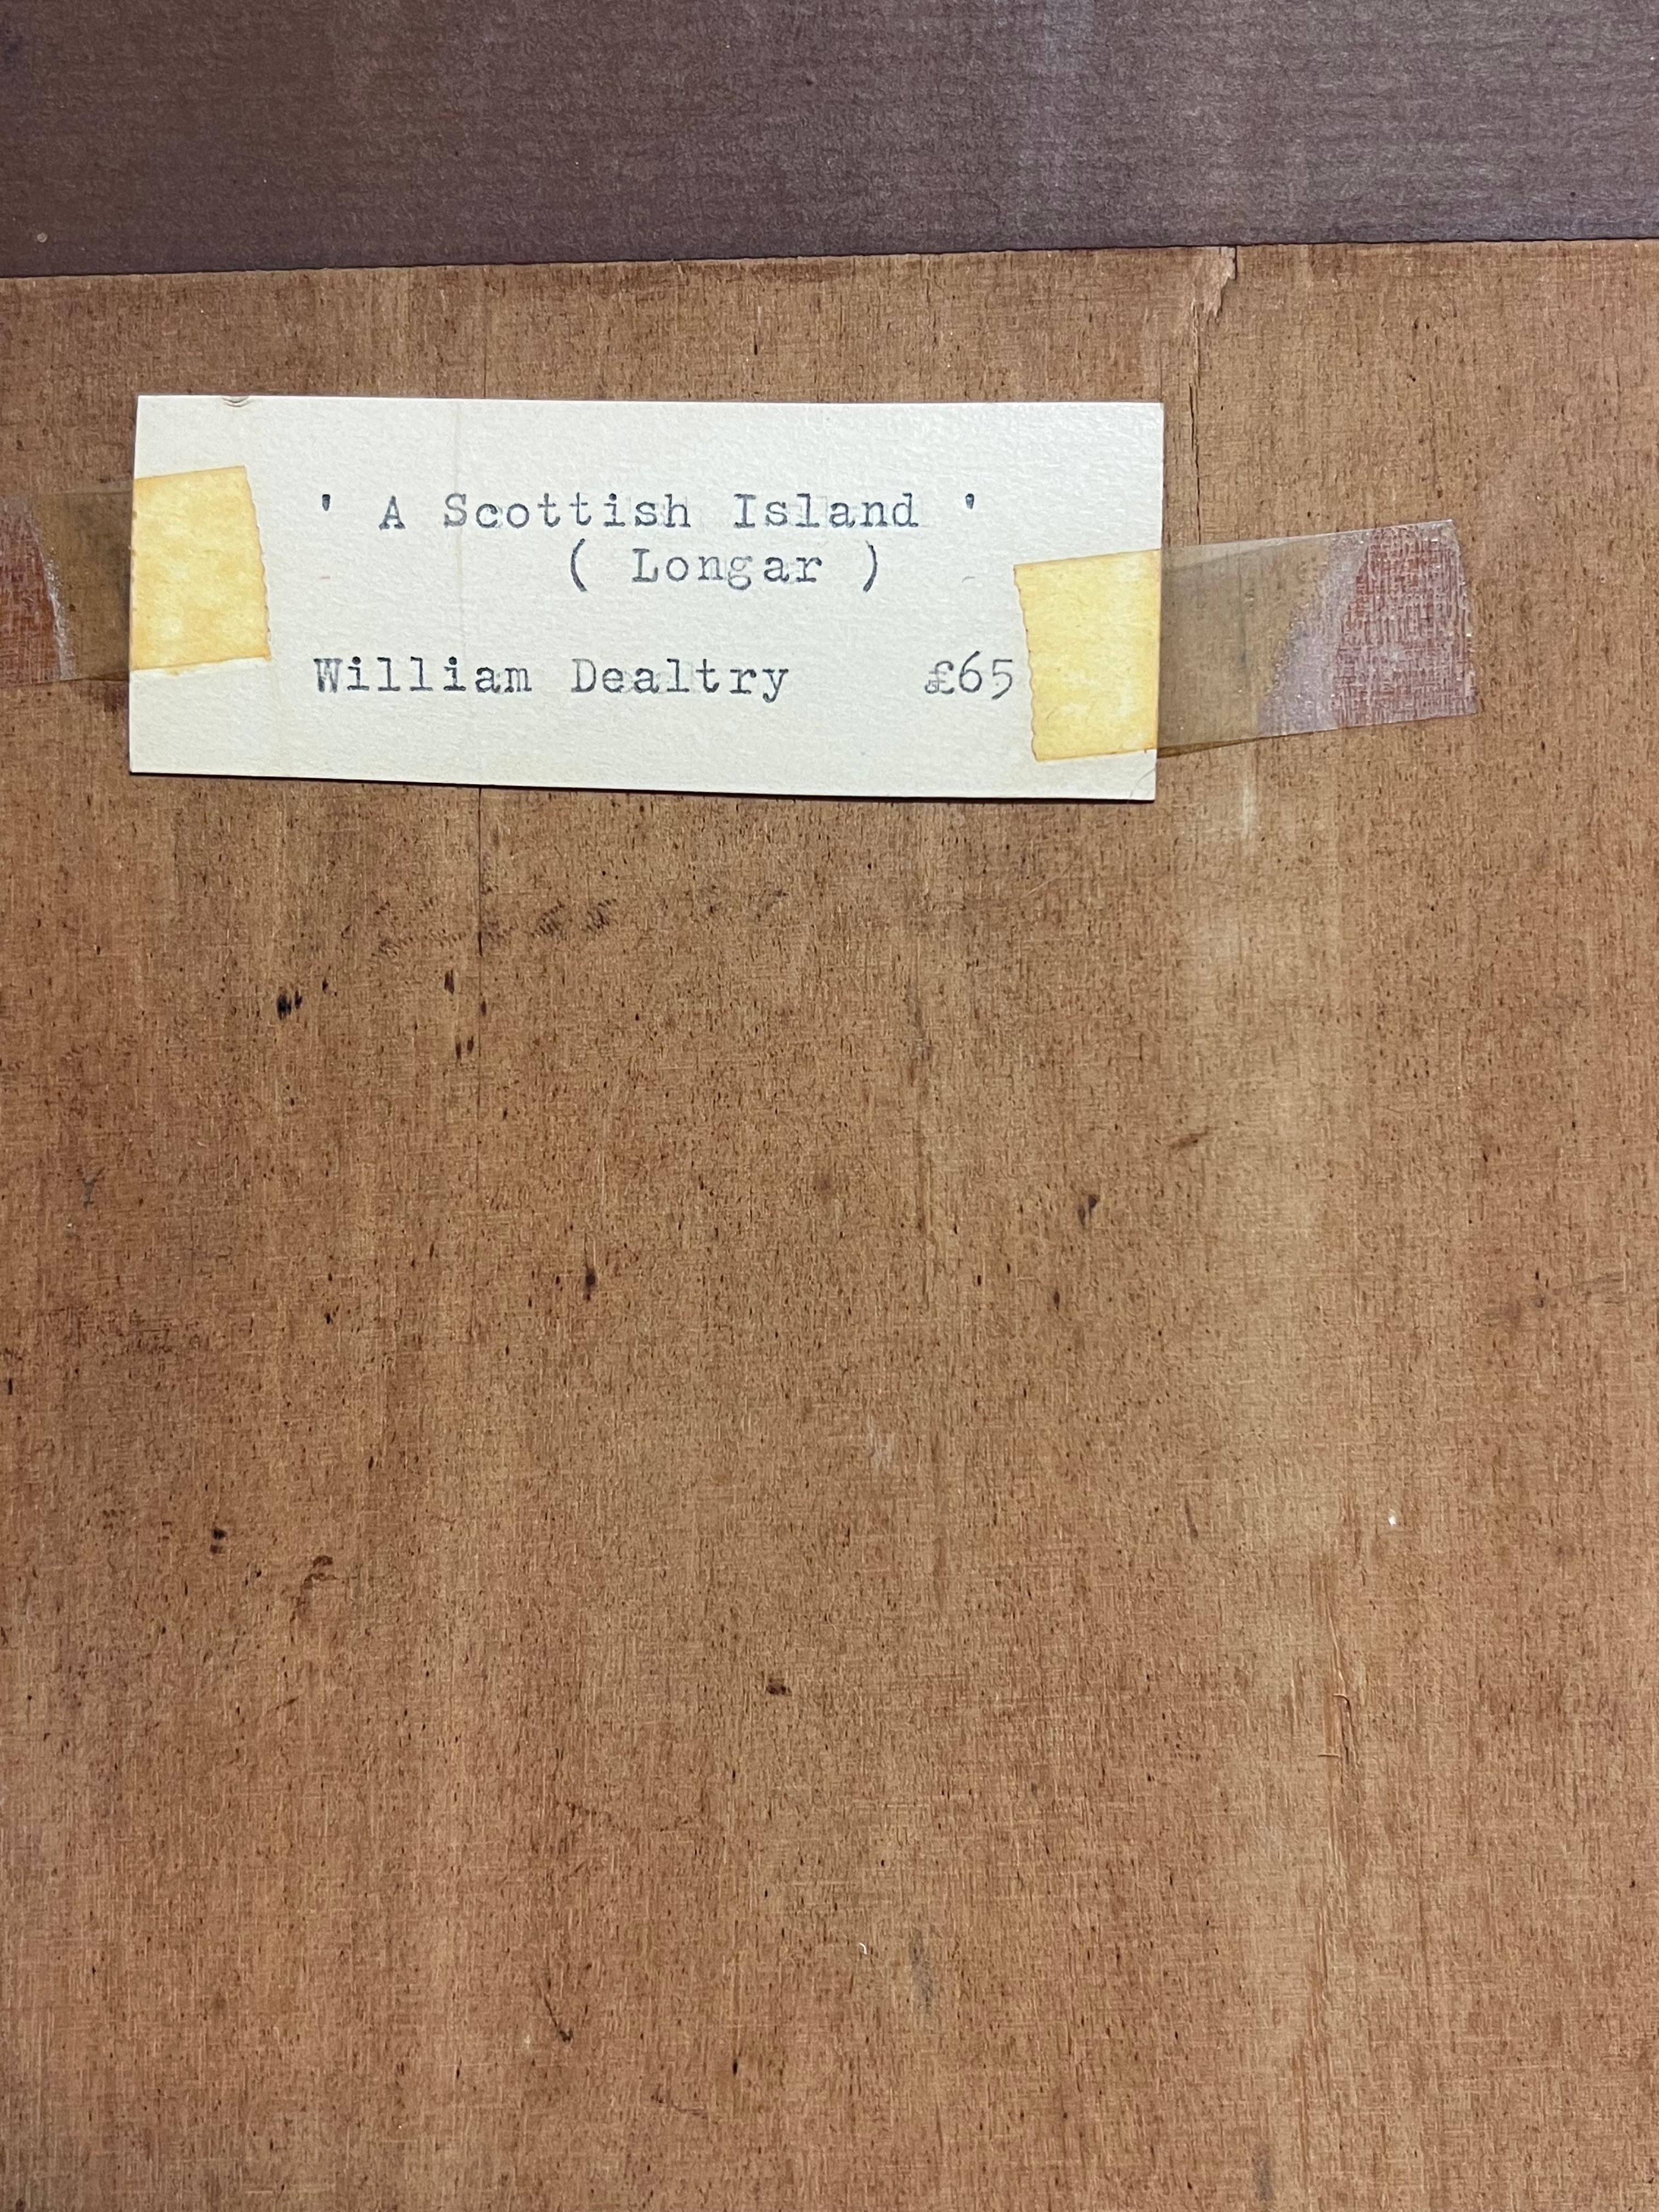 ' A Scottish Island '
( Longar )
William Dealtry £65